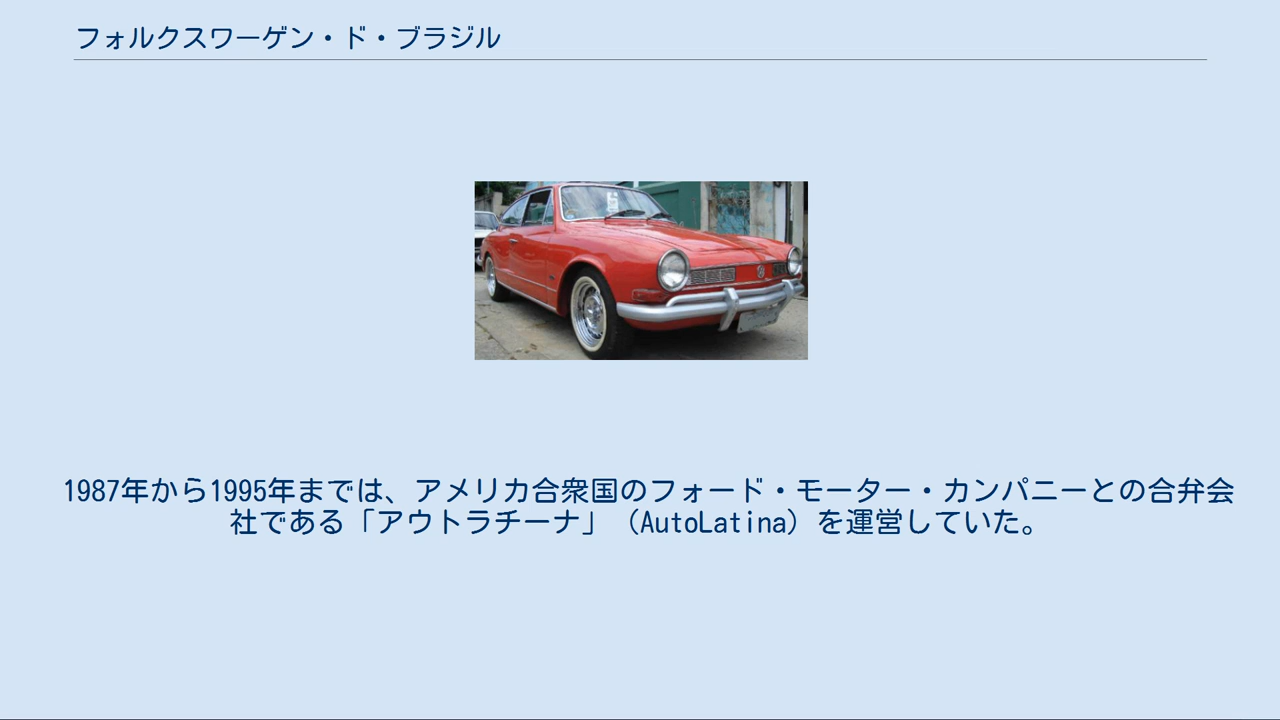 フォルクスワーゲン・ド・ブラジル
1987年から1995年までは、アメリカ合衆国のフォード・モーター・カンパニーとの合弁会
社である「アウトラチーナ」（AutoLatina）を運営していた。